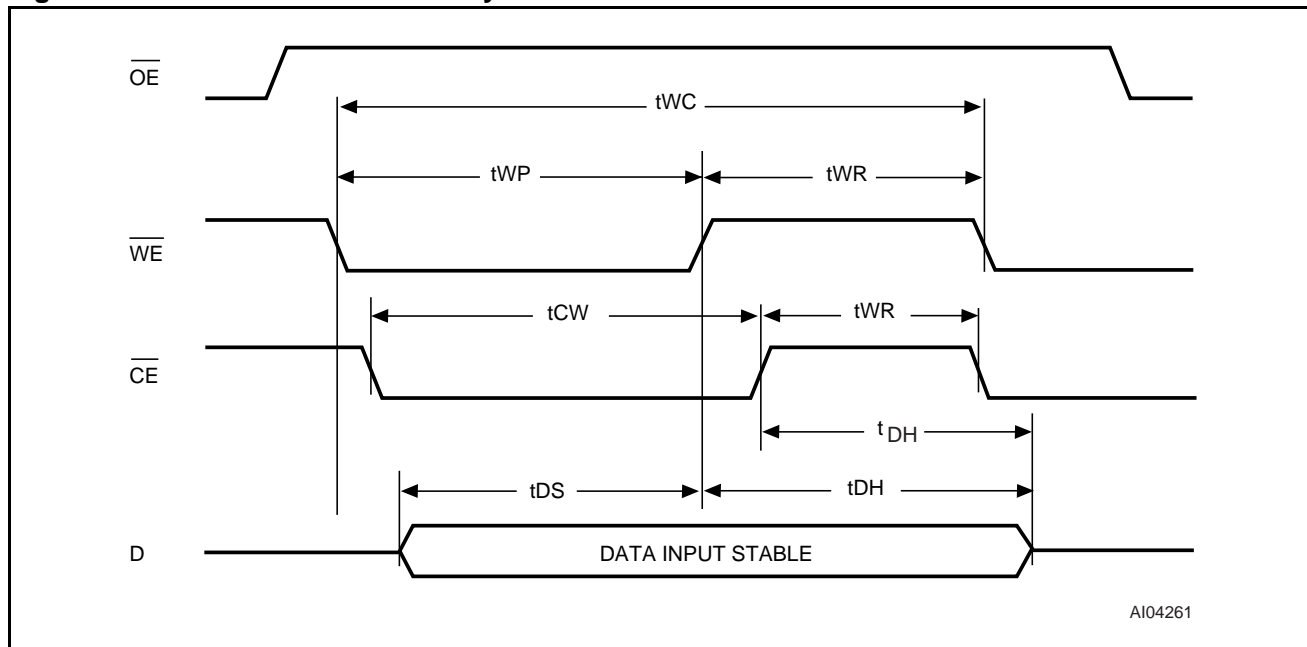 OE
tWC
tWP
tWR
WE
tCW
tWR
CE
t DH
tDS
tDH
D
DATA INPUT STABLE
AI04261